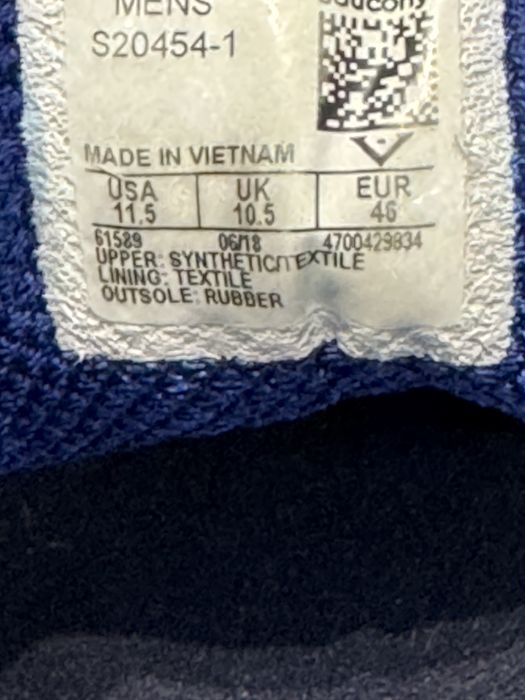 MENS
saucony
S20454-1
MADE IN VIETNAM
USA UK EUR
11.5 10.5 46
61589 06/18 4700429834
UPPER: SYNTHETIC/TEXTILE
LINING: TEXTILE
OUTSOLE: RUBBER